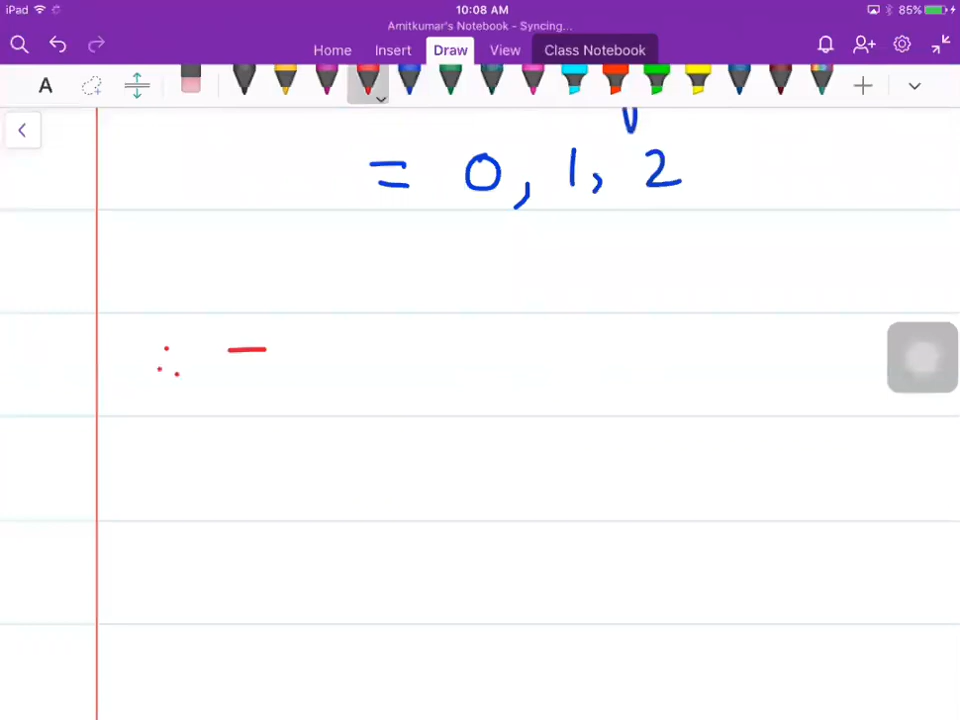 iPad 10:08 AM 85%
Amitkumar's Notebook - Syncing...
Home Insert Draw View Class Notebook
A
= 0, 1, 2
∴ —